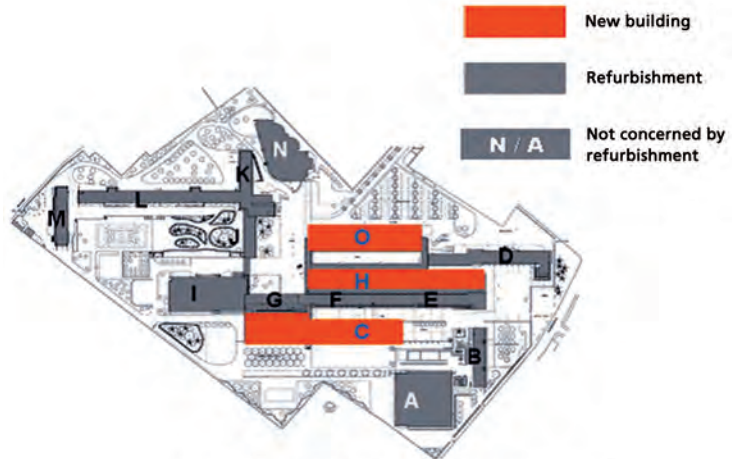 New building
Refurbishment
N / A
Not concerned by
refurbishment
N
K
L
M
J
O
D
H
I
G
F
E
C
B
A